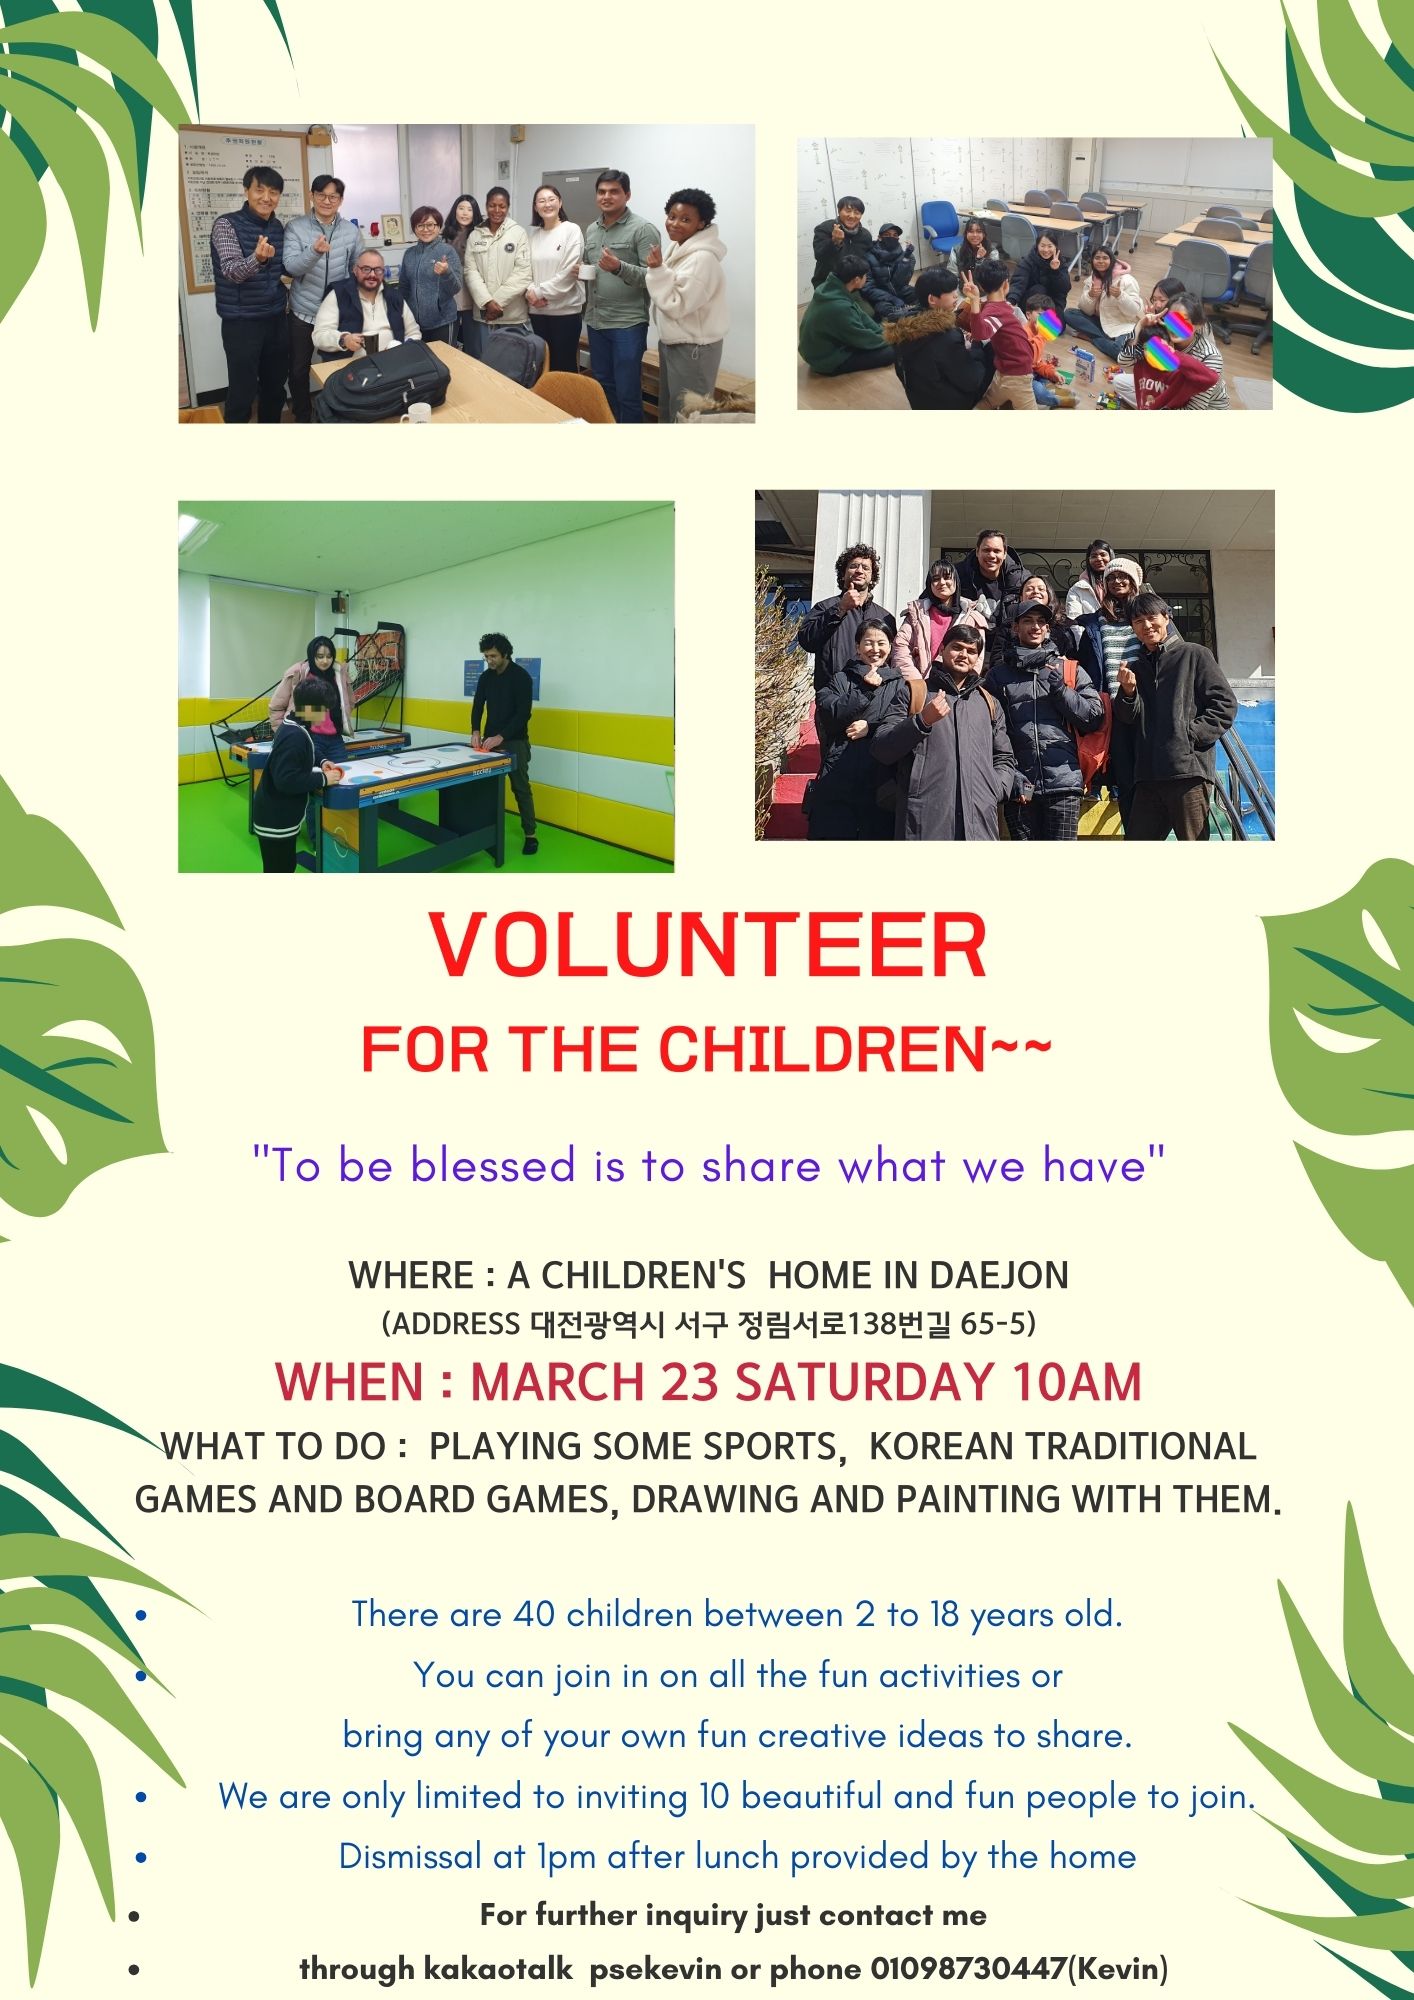 VOLUNTEER
FOR THE CHILDREN~~
"To be blessed is to share what we have"
WHERE : A CHILDREN'S HOME IN DAEJON
(ADDRESS 대전광역시 서구 정림서로138번길 65-5)
WHEN : MARCH 23 SATURDAY 10AM
WHAT TO DO : PLAYING SOME SPORTS, KOREAN TRADITIONAL
GAMES AND BOARD GAMES, DRAWING AND PAINTING WITH THEM.
• There are 40 children between 2 to 18 years old.
• You can join in on all the fun activities or
bring any of your own fun creative ideas to share.
• We are only limited to inviting 10 beautiful and fun people to join.
• Dismissal at 1pm after lunch provided by the home
• For further inquiry just contact me
• through kakaotalk psekevin or phone 01098730447(Kevin)